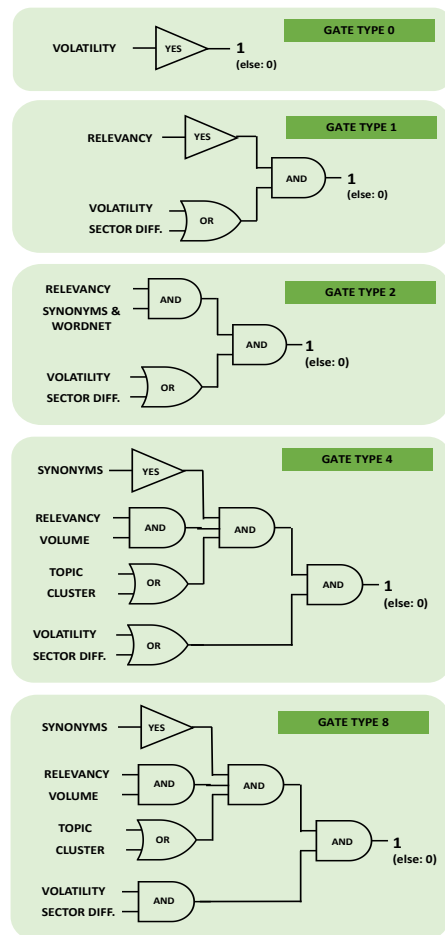 GATE TYPE 0
VOLATILITY
YES
1
(else: 0)
GATE TYPE 1
RELEVANCY
YES
AND
1
(else: 0)
VOLATILITY
SECTOR DIFF.
OR
GATE TYPE 2
RELEVANCY
SYNONYMS &
WORDNET
AND
AND
1
(else: 0)
VOLATILITY
SECTOR DIFF.
OR
GATE TYPE 4
SYNONYMS
YES
RELEVANCY
VOLUME
AND
AND
TOPIC
CLUSTER
OR
AND
1
(else: 0)
VOLATILITY
SECTOR DIFF.
OR
GATE TYPE 8
SYNONYMS
YES
RELEVANCY
VOLUME
AND
AND
TOPIC
CLUSTER
OR
AND
1
(else: 0)
VOLATILITY
SECTOR DIFF.
AND